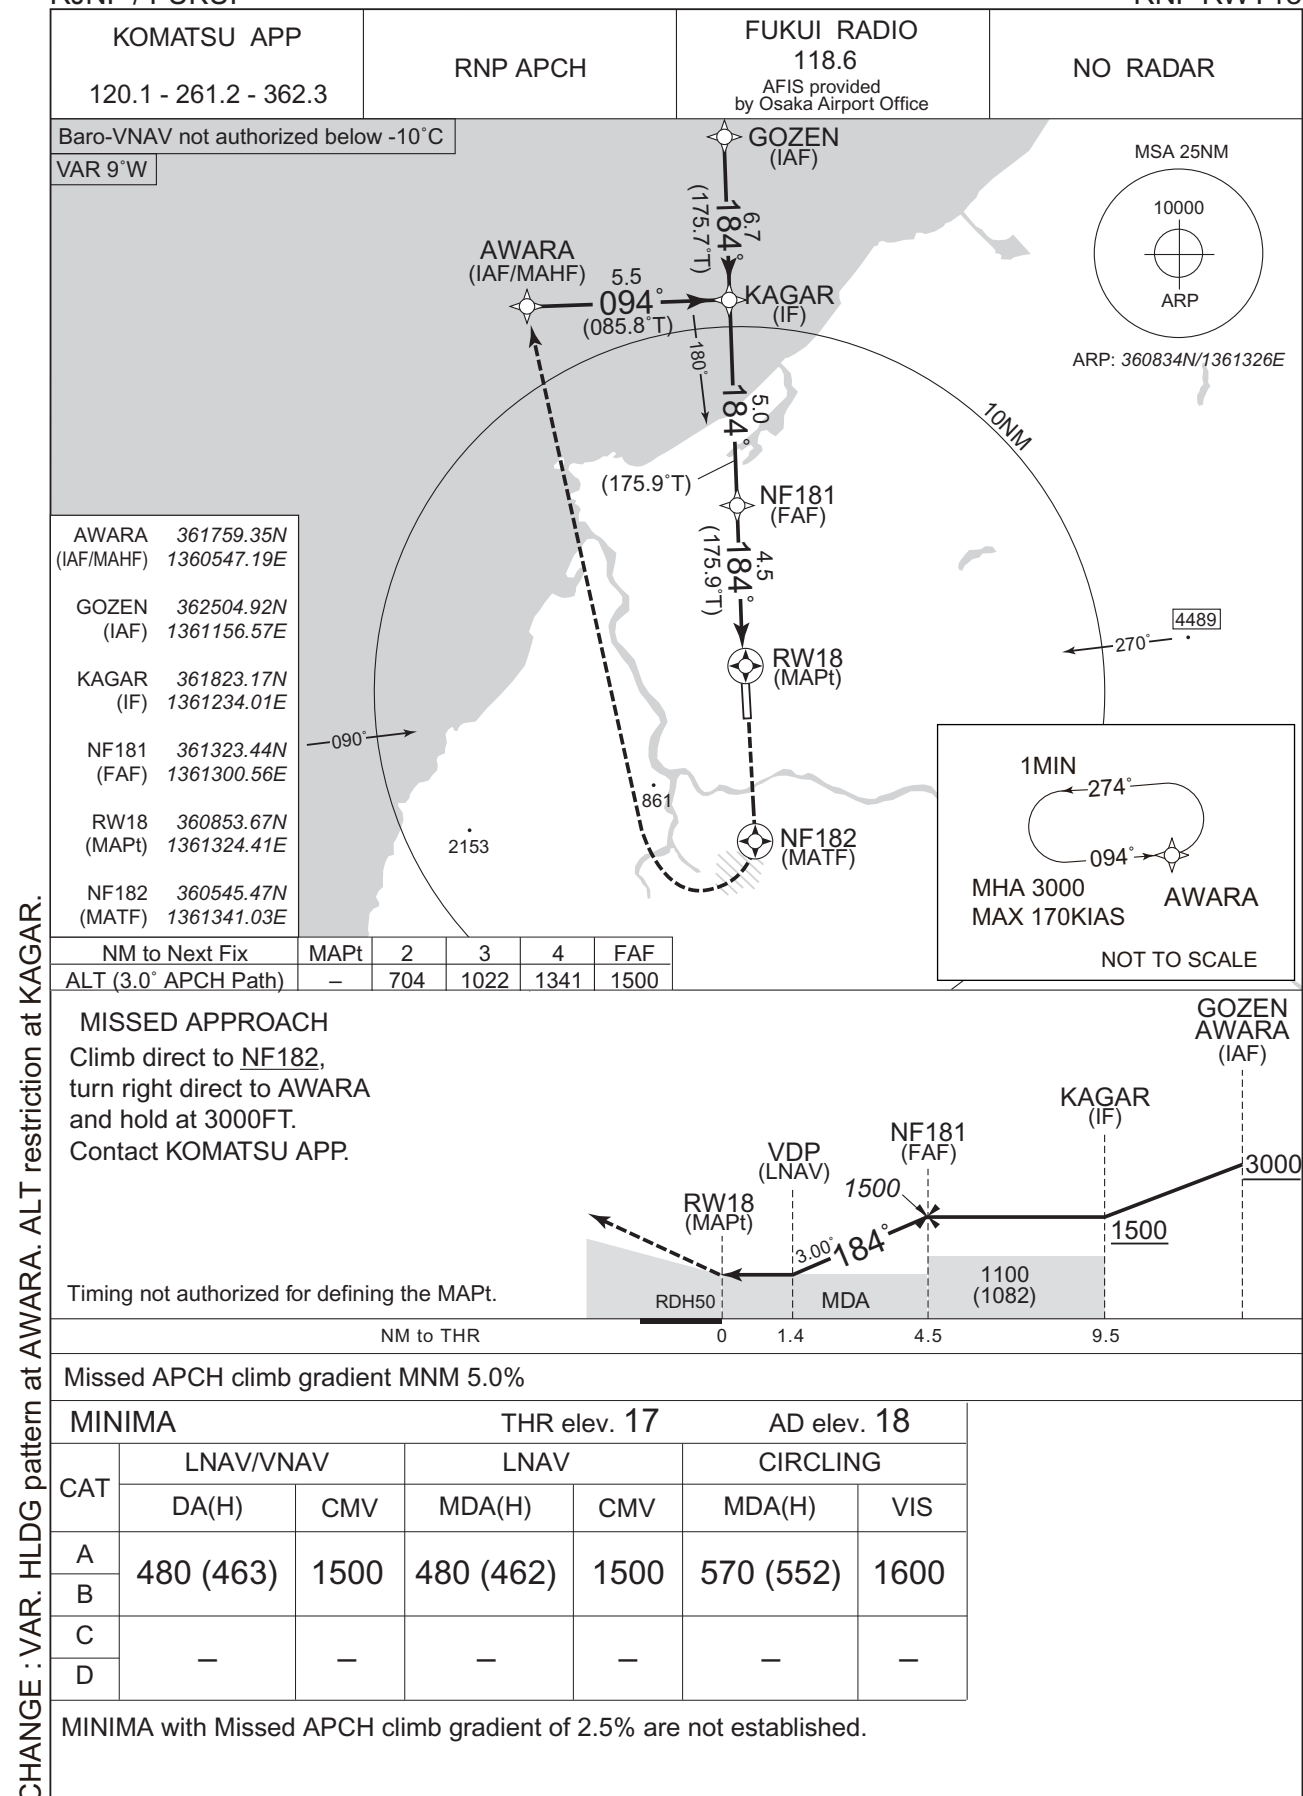 KOMATSU APP
120.1 - 261.2 - 362.3
RNP APCH
FUKUI RADIO
118.6
AFIS provided
by Osaka Airport Office
NO RADAR
Baro-VNAV not authorized below -10˚C
VAR 9˚W
GOZEN
(IAF)
6.7
184˚
(175.7˚T)
MSA 25NM
10000
ARP
ARP: 360834N/1361326E
AWARA
(IAF/MAHF)
5.5
094˚
(085.8˚T)
KAGAR
(IF)
180˚
5.0
184˚
(175.9˚T)
10NM
NF181
(FAF)
4.5
184˚
(175.9˚T)
4489
270˚
RW18
(MAPt)
090˚
861
2153
NF182
(MATF)
AWARA 361759.35N
(IAF/MAHF) 1360547.19E
GOZEN 362504.92N
(IAF) 1361156.57E
KAGAR 361823.17N
(IF) 1361234.01E
NF181 361323.44N
(FAF) 1361300.56E
RW18 360853.67N
(MAPt) 1361324.41E
NF182 360545.47N
(MATF) 1361341.03E
1MIN
274˚
094˚
MHA 3000
MAX 170KIAS
AWARA
NOT TO SCALE
NM to Next Fix MAPt 2 3 4 FAF
ALT (3.0˚ APCH Path) – 704 1022 1341 1500
MISSED APPROACH
Climb direct to NF182,
turn right direct to AWARA
and hold at 3000FT.
Contact KOMATSU APP.
Timing not authorized for defining the MAPt.
GOZEN
AWARA
(IAF)
KAGAR
(IF)
NF181
(FAF)
VDP
(LNAV)
RW18
(MAPt)
3000
1500
1500
3.00˚
184˚
1100
(1082)
RDH50
MDA
NM to THR 0 1.4 4.5 9.5
Missed APCH climb gradient MNM 5.0%
MINIMA THR elev. 17 AD elev. 18
CAT LNAV/VNAV LNAV CIRCLING
DA(H) CMV MDA(H) CMV MDA(H) VIS
A
B
480 (463) 1500 480 (462) 1500 570 (552) 1600
C
D
– – – – – –
MINIMA with Missed APCH climb gradient of 2.5% are not established.
CHANGE : VAR. HLDG pattern at AWARA. ALT restriction at KAGAR.